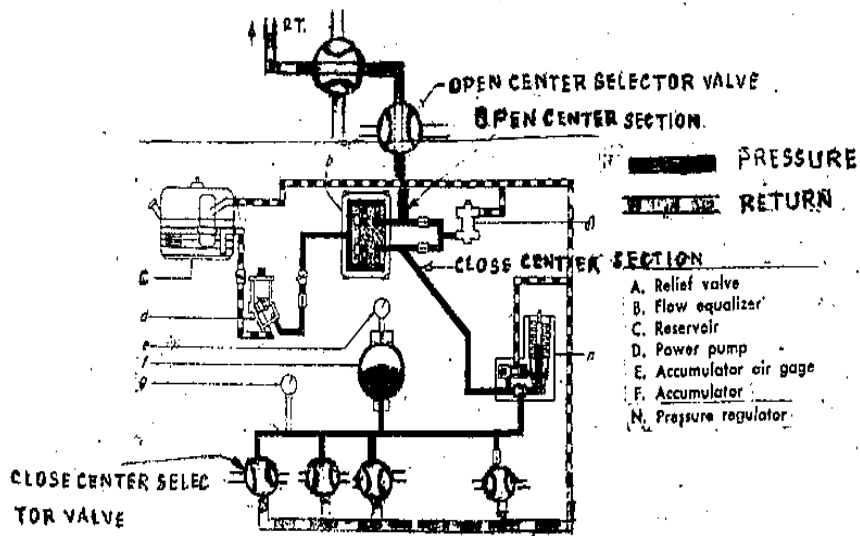 RT.
OPEN CENTER SELECTOR VALVE
OPEN CENTER SECTION.
PRESSURE
RETURN
CLOSE CENTER SECTION
A. Relief valve
B. Flow equalizer
C. Reservoir
D. Power pump
E. Accumulator air gage
F. Accumulator
N. Pressure regulator
C
d
e
f
g
n
CLOSE CENTER SELEC
TOR VALVE